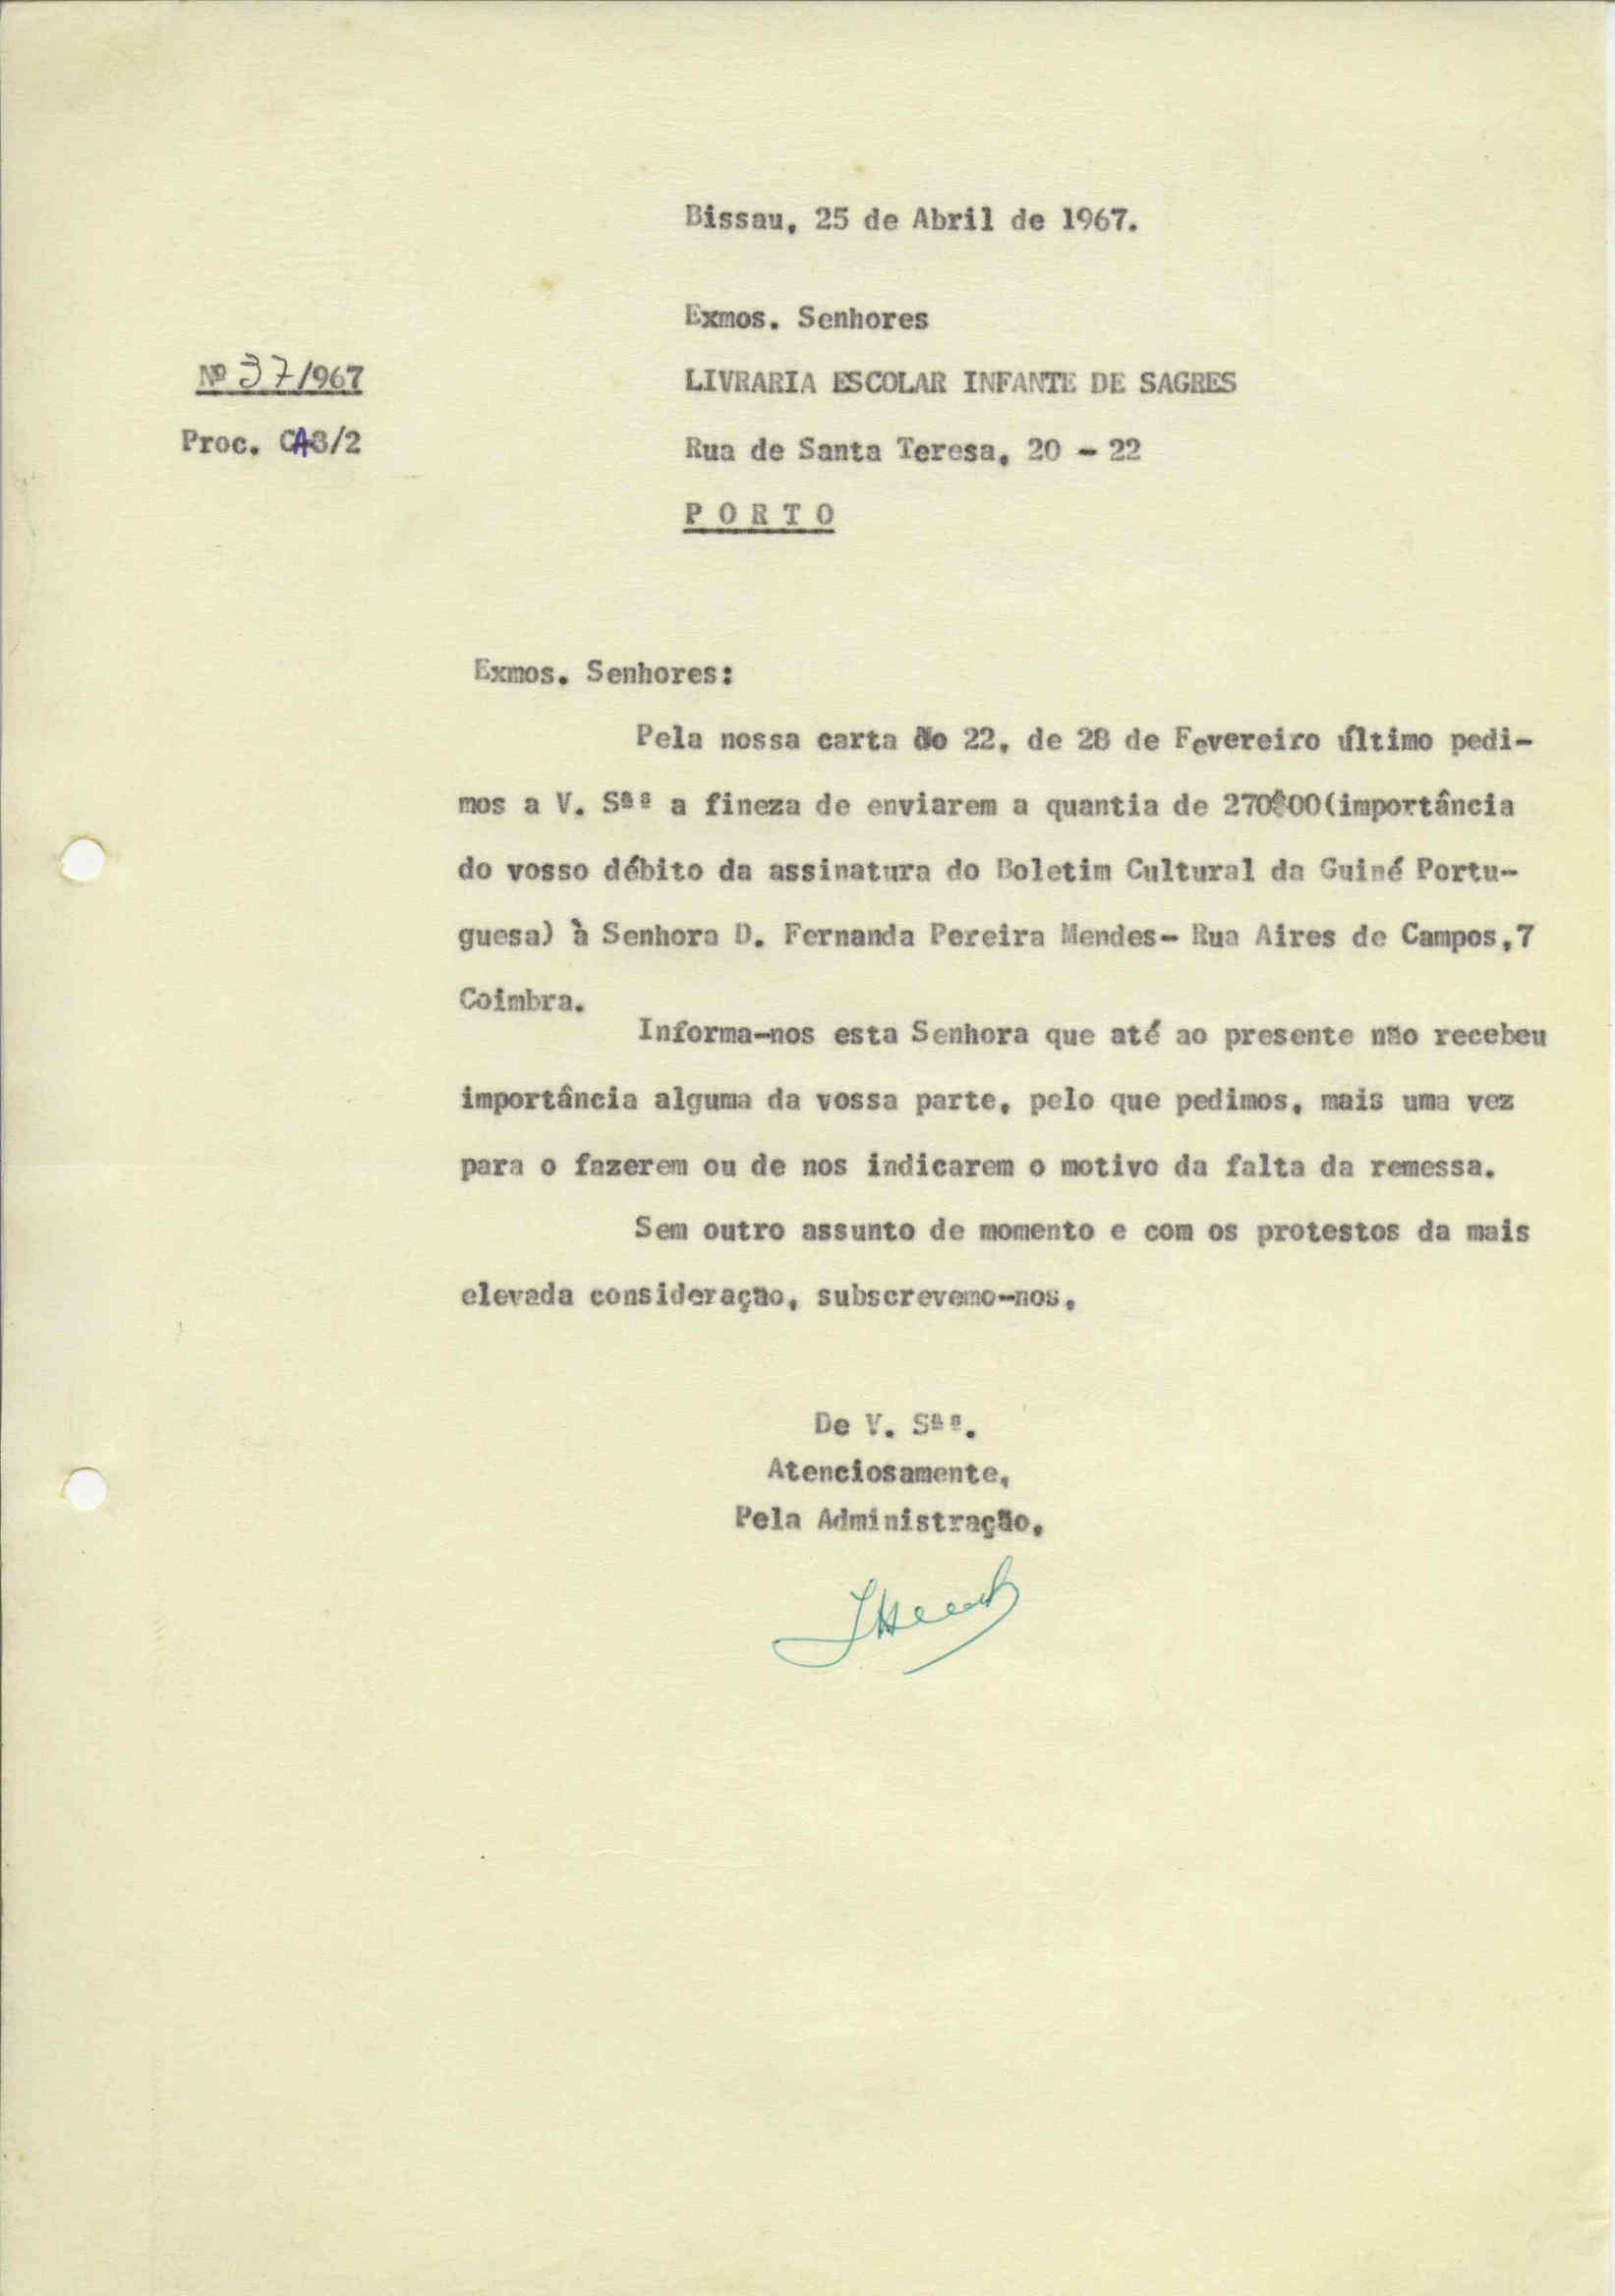 Bissau, 25 de Abril de 1967.
Exmos. Senhores
Nº 37/967
LIVRARIA ESCOLAR INFANTE DE SAGRES
Proc. CA3/2
Rua de Santa Teresa, 20 - 22
P O R T O
Exmos. Senhores:
Pela nossa carta do 22, de 28 de Fevereiro último pedi-
mos a V. Sªs a fineza de enviarem a quantia de 270$00(importância
do vosso débito da assinatura do Boletim Cultural da Guiné Portu-
guesa) à Senhora D. Fernanda Pereira Mendes- Rua Aires de Campos,7
Coimbra.
Informa-nos esta Senhora que até ao presente não recebeu
importância alguma da vossa parte, pelo que pedimos, mais uma vez
para o fazerem ou de nos indicarem o motivo da falta da remessa.
Sem outro assunto de momento e com os protestos da mais
elevada consideração, subscrevemo-nos,
De V. Sªs.
Atenciosamente,
Pela Administração,